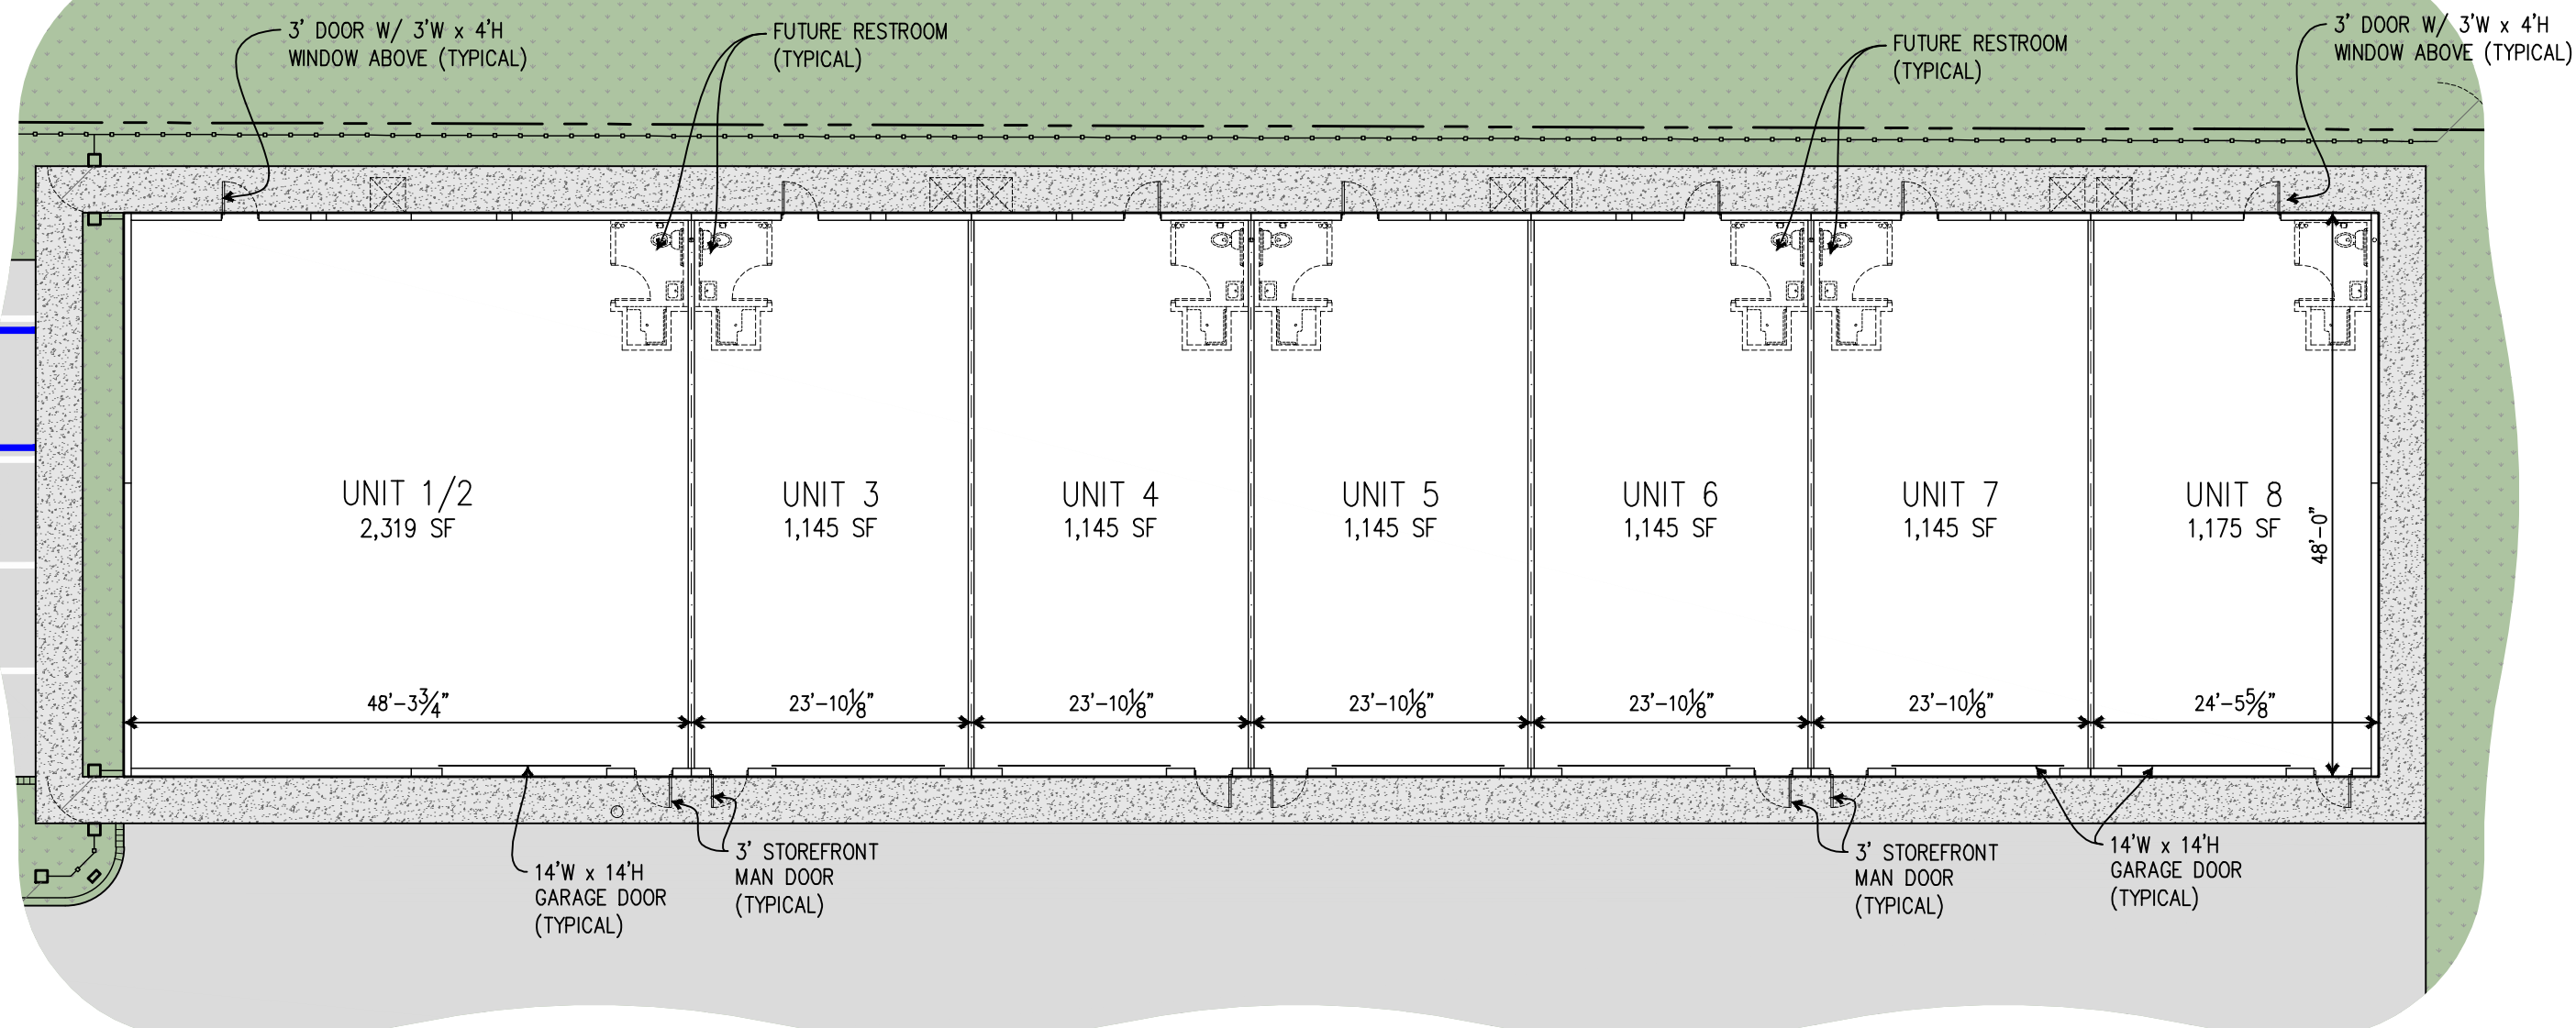 3' DOOR W/ 3'W x 4'H
WINDOW ABOVE (TYPICAL)
FUTURE RESTROOM
(TYPICAL)
FUTURE RESTROOM
(TYPICAL)
3' DOOR W/ 3'W x 4'H
WINDOW ABOVE (TYPICAL)
UNIT 1/2
2,319 SF
UNIT 3
1,145 SF
UNIT 4
1,145 SF
UNIT 5
1,145 SF
UNIT 6
1,145 SF
UNIT 7
1,145 SF
UNIT 8
1,175 SF
48'-0"
48'-3¾"
23'-10⅛"
23'-10⅛"
23'-10⅛"
23'-10⅛"
23'-10⅛"
24'-5⅝"
14'W x 14'H
GARAGE DOOR
(TYPICAL)
3' STOREFRONT
MAN DOOR
(TYPICAL)
3' STOREFRONT
MAN DOOR
(TYPICAL)
14'W x 14'H
GARAGE DOOR
(TYPICAL)